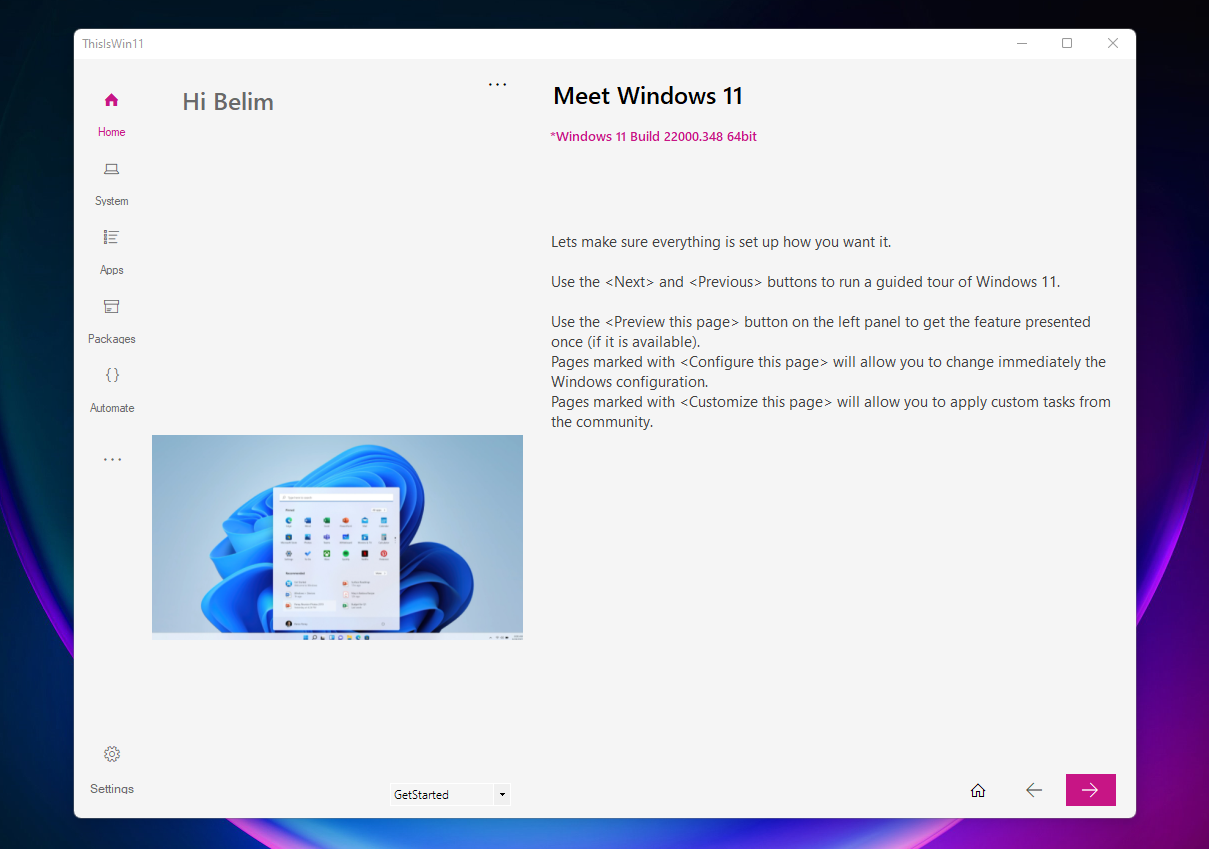 ThisIsWin11
Home
System
Apps
Packages
{}
Automate
...
Settings
Hi Belim
...
GetStarted
Meet Windows 11
*Windows 11 Build 22000.348 64bit
Lets make sure everything is set up how you want it.
Use the <Next> and <Previous> buttons to run a guided tour of Windows 11.
Use the <Preview this page> button on the left panel to get the feature presented
once (if it is available).
Pages marked with <Configure this page> will allow you to change immediately the
Windows configuration.
Pages marked with <Customize this page> will allow you to apply custom tasks from
the community.